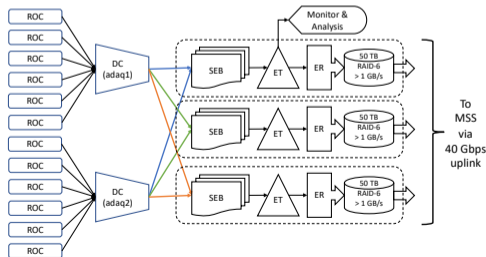 ROC
ROC
ROC
ROC
ROC
ROC
ROC
ROC
ROC
ROC
ROC
ROC
DC
(adaq1)
DC
(adaq2)
Monitor &
Analysis
SEB
ET
ER
50 TB
RAID-6
> 1 GB/s
SEB
ET
ER
50 TB
RAID-6
> 1 GB/s
SEB
ET
ER
50 TB
RAID-6
> 1 GB/s
To
MSS
via
40 Gbps
uplink